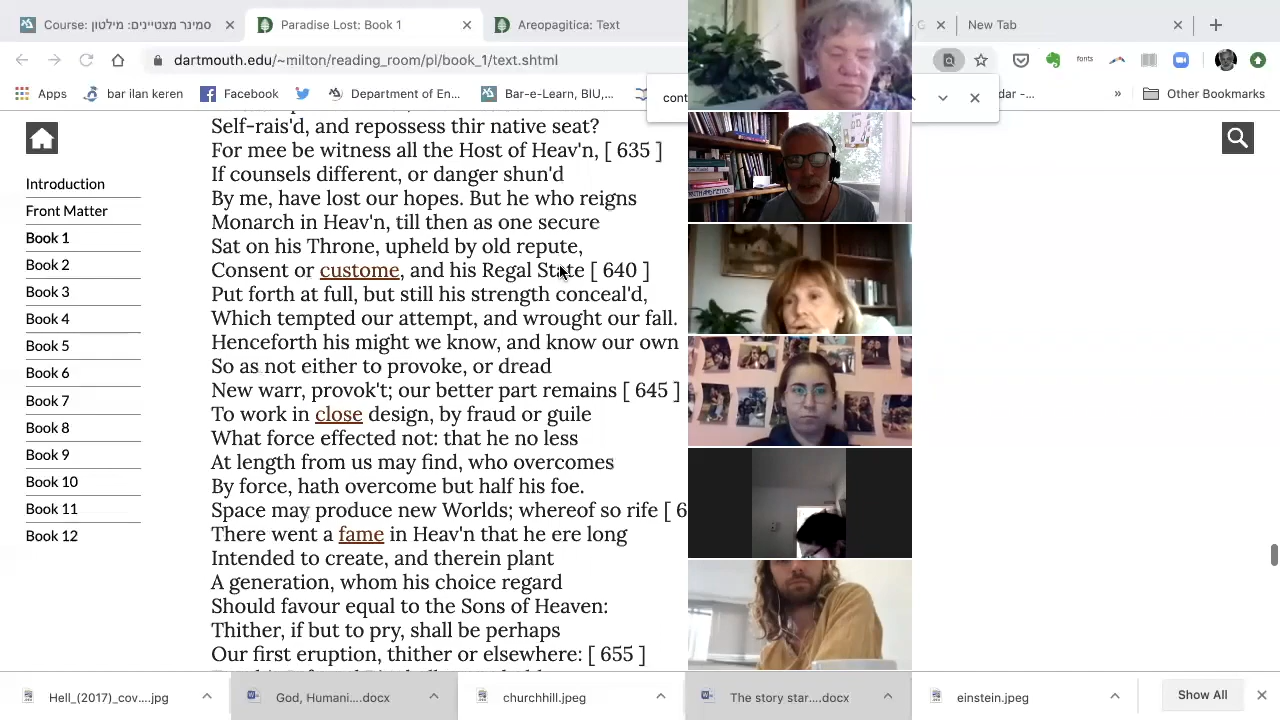 Course: סמינר מצטיינים: מילטון
Paradise Lost: Book 1
Areopagitica: Text
New Tab
dartmouth.edu/~milton/reading_room/pl/book_1/text.shtml
fonts
Apps
bar ilan keren
Facebook
Department of En...
Bar-e-Learn, BIU,...
dar -...
»
Other Bookmarks
cont
Introduction
Front Matter
Book 1
Book 2
Book 3
Book 4
Book 5
Book 6
Book 7
Book 8
Book 9
Book 10
Book 11
Book 12
Self-rais'd, and repossess thir native seat?
For mee be witness all the Host of Heav'n, [ 635 ]
If counsels different, or danger shun'd
By me, have lost our hopes. But he who reigns
Monarch in Heav'n, till then as one secure
Sat on his Throne, upheld by old repute,
Consent or custome, and his Regal State [ 640 ]
Put forth at full, but still his strength conceal'd,
Which tempted our attempt, and wrought our fall.
Henceforth his might we know, and know our own
So as not either to provoke, or dread
New warr, provok't; our better part remains [ 645 ]
To work in close design, by fraud or guile
What force effected not: that he no less
At length from us may find, who overcomes
By force, hath overcome but half his foe.
Space may produce new Worlds; whereof so rife [ 6
There went a fame in Heav'n that he ere long
Intended to create, and therein plant
A generation, whom his choice regard
Should favour equal to the Sons of Heaven:
Thither, if but to pry, shall be perhaps
Our first eruption, thither or elsewhere: [ 655 ]
Hell_(2017)_cov....jpg
God, Humani....docx
churchhill.jpeg
The story star....docx
einstein.jpeg
Show All